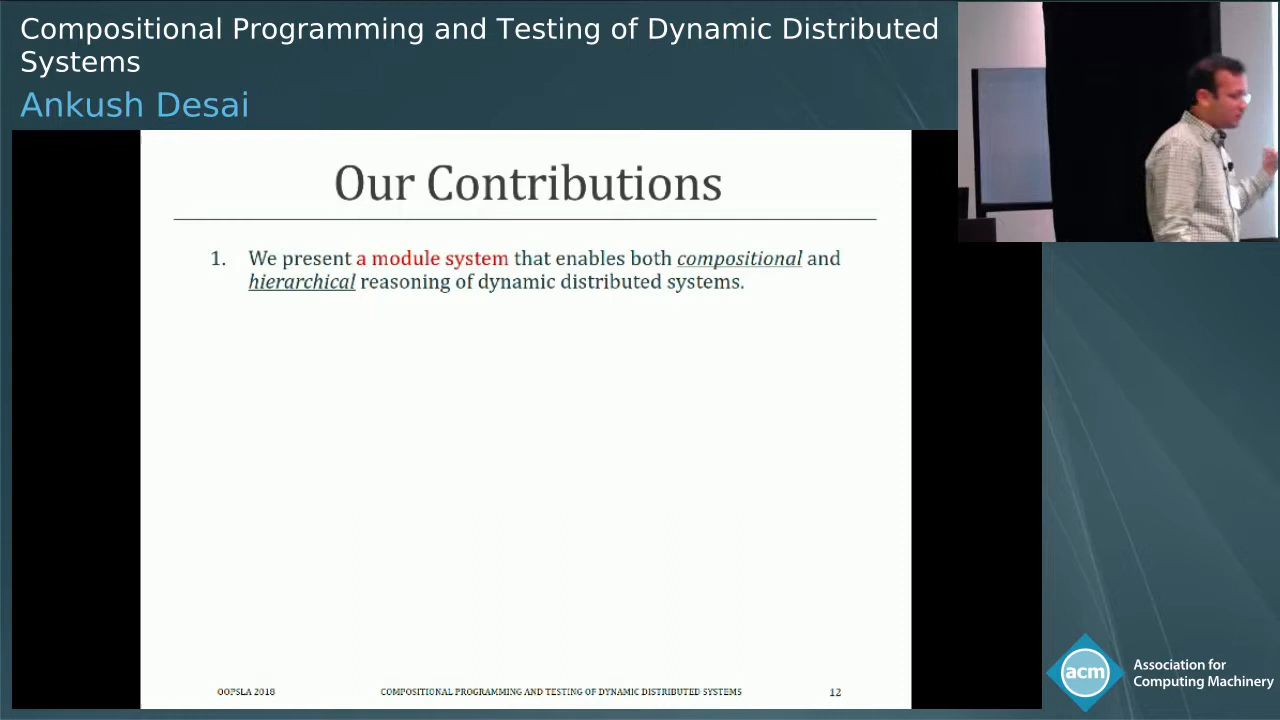 Compositional Programming and Testing of Dynamic Distributed
Systems
Ankush Desai
Our Contributions
1. We present a module system that enables both compositional and
hierarchical reasoning of dynamic distributed systems.
OOPSLA 2018 COMPOSITIONAL PROGRAMMING AND TESTING OF DYNAMIC DISTRIBUTED SYSTEMS 12
acm
Association for
Computing Machinery